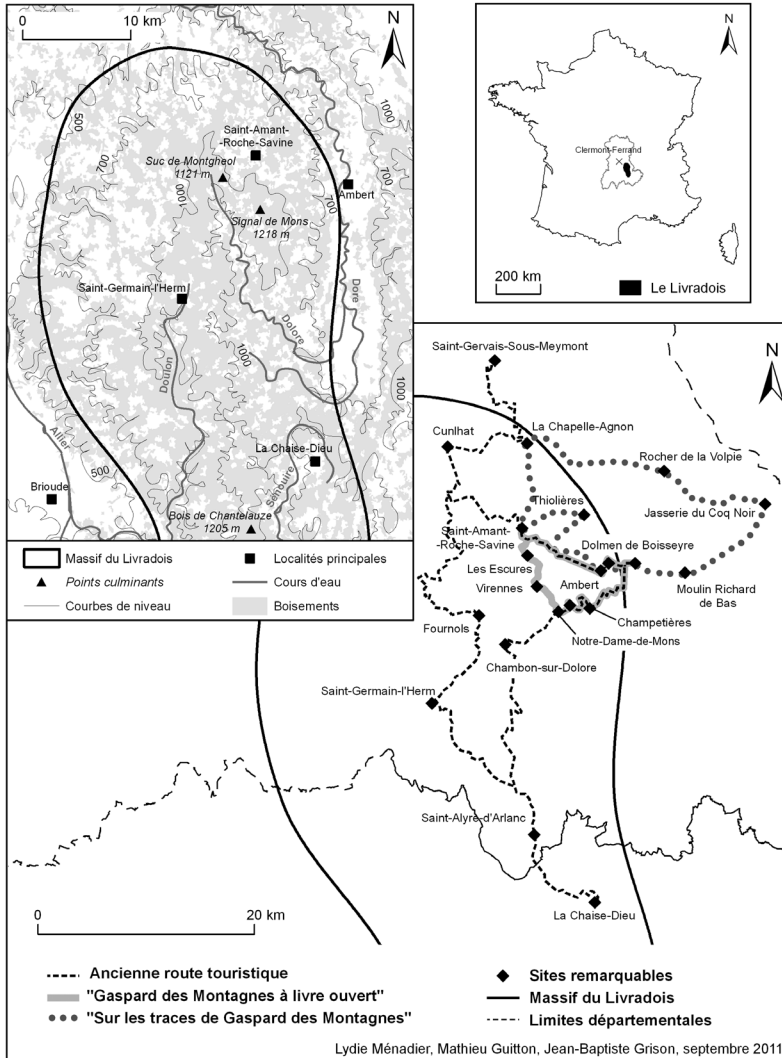 0
10 km
N
500
700
1000
1000
700
Saint-Amant-
-Roche-Savine
Suc de Montgheol
1121 m
Ambert
700
Signal de Mons
1218 m
Saint-Germain-l'Herm
Dore
Dolore
1000
Doulon
1000
La Chaise-Dieu
Allier
500
Senouire
Brioude
Bois de Chantelauze
1205 m
Massif du Livradois
Localités principales
Points culminants
Cours d'eau
Courbes de niveau
Boisements
N
Clermont-Ferrand
200 km
Le Livradois
Saint-Gervais-Sous-Meymont
N
La Chapelle-Agnon
Cunlhat
Rocher de la Volpie
Thiolières
Jasserie du Coq Noir
Saint-Amant-
-Roche-Savine
Dolmen de Boisseyre
Les Escures
Ambert
Moulin Richard
de Bas
Virennes
Champetières
Fournols
Notre-Dame-de-Mons
Chambon-sur-Dolore
Saint-Germain-l'Herm
Saint-Alyre-d'Arlanc
0
20 km
La Chaise-Dieu
Ancienne route touristique
Sites remarquables
"Gaspard des Montagnes à livre ouvert"
Massif du Livradois
"Sur les traces de Gaspard des Montagnes"
Limites départementales
Lydie Ménadier, Mathieu Guitton, Jean-Baptiste Grison, septembre 2011